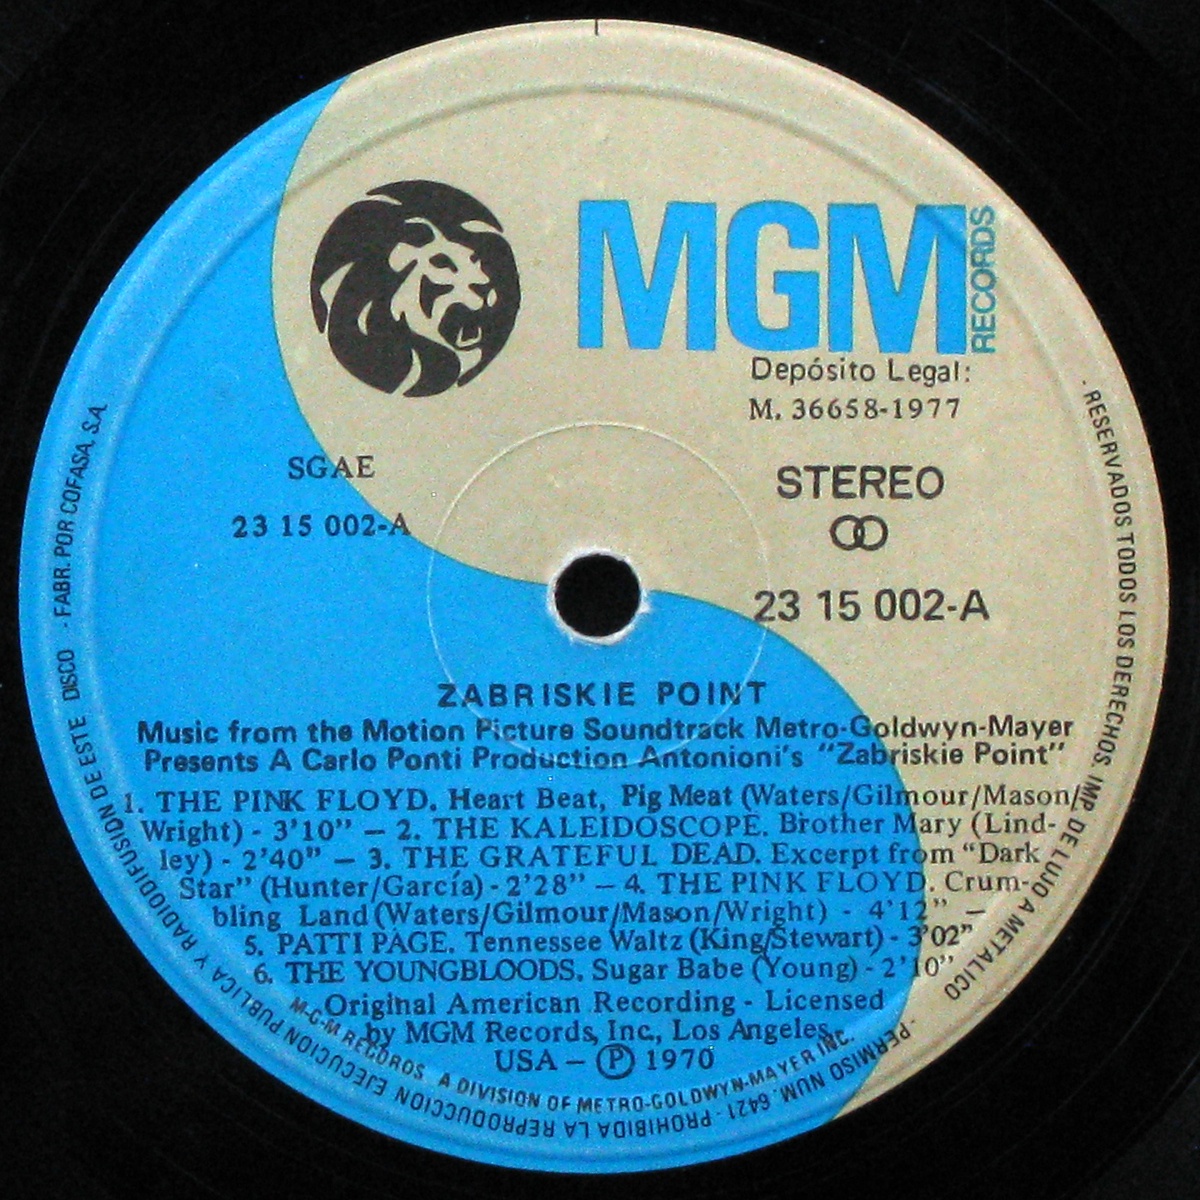 MGM
RECORDS
Depósito Legal:
M. 36658-1977
SGAE
23 15 002-A
STEREO
23 15 002-A
ZABRISKIE POINT
Music from the Motion Picture Soundtrack Metro-Goldwyn-Mayer
Presents A Carlo Ponti Production Antonioni's "Zabriskie Point"
1. THE PINK FLOYD. Heart Beat, Pig Meat (Waters/Gilmour/Mason/
Wright) - 3'10" – 2. THE KALEIDOSCOPE. Brother Mary (Lind-
ley) - 2'40" – 3. THE GRATEFUL DEAD. Excerpt from "Dark
Star" (Hunter/García) - 2'28" – 4. THE PINK FLOYD. Crum-
bling Land (Waters/Gilmour/Mason/Wright) - 4'12" –
5. PATTI PAGE. Tennessee Waltz (King/Stewart) - 3'02"
6. THE YOUNGBLOODS. Sugar Babe (Young) - 2'10"
Original American Recording - Licensed
by MGM Records, Inc., Los Angeles,
USA – Ⓟ 1970
M-G-M RECORDS A DIVISION OF METRO-GOLDWYN-MAYER INC.
- RESERVADOS TODOS LOS DERECHOS. IMP. DE LUJO A METALICO
- PERMISO NUM. 6421 - PROHIBIDA LA REPRODUCCION EJECUCION PUBLICA Y RADIODIFUSION DE ESTE DISCO - FABR. POR COFASA, S.A.